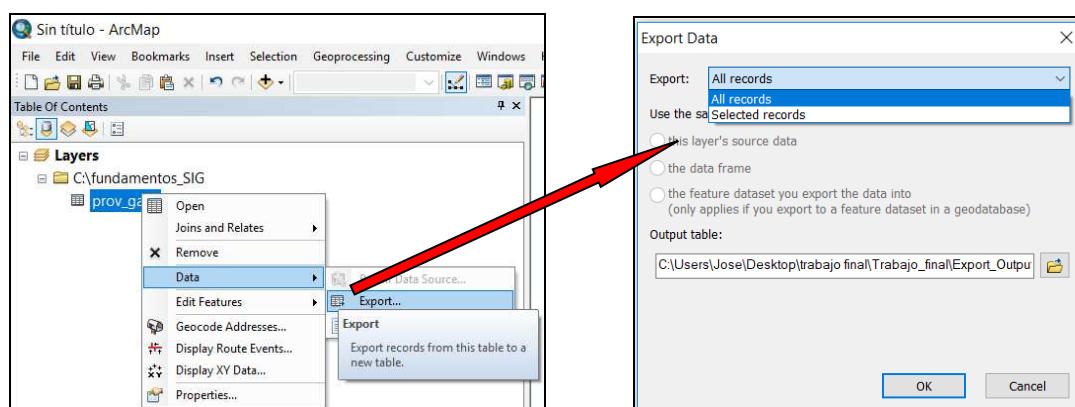 Sin título - ArcMap
File Edit View Bookmarks Insert Selection Geoprocessing Customize Windows
Table Of Contents
Layers
C:\fundamentos_SIG
Open
Joins and Relates
Remove
Data
Data Source...
Edit Features
Export...
Geocode Addresses...
Export
Display Route Events...
Export records from this table to a
new table.
Display XY Data...
Properties...
Export Data
Export: All records
All records
Selected records
Use the
this layer's source data
the data frame
the feature dataset you export the data into
(only applies if you export to a feature dataset in a geodatabase)
Output table:
C:\Users\Jose\Desktop\trabajo final\Trabajo_final\Export_Outpu
OK Cancel